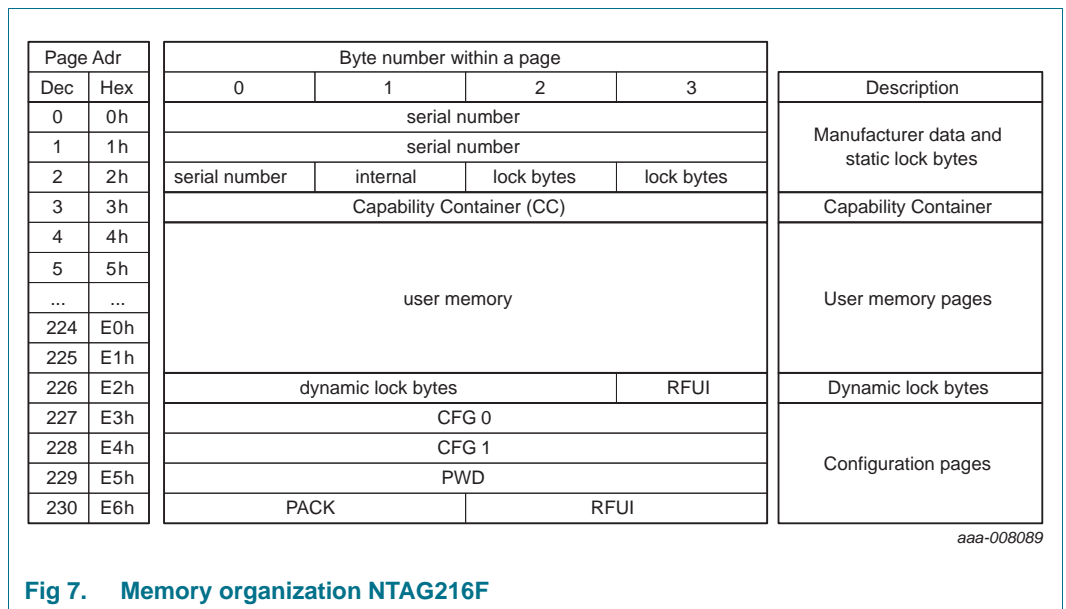 Page Adr Byte number within a page
Dec Hex 0 1 2 3 Description
0 0h serial number
1 1h serial number
Manufacturer data and
static lock bytes
2 2h serial number internal lock bytes lock bytes
3 3h Capability Container (CC) Capability Container
4 4h
5 5h
... ... user memory User memory pages
224 E0h
225 E1h
226 E2h dynamic lock bytes RFUI Dynamic lock bytes
227 E3h CFG 0
228 E4h CFG 1
Configuration pages
229 E5h PWD
230 E6h PACK RFUI
aaa-008089
Fig 7. Memory organization NTAG216F